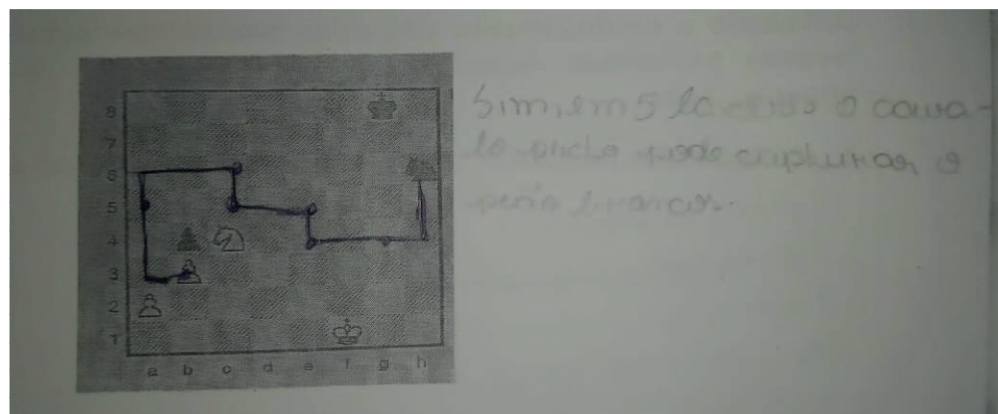 Sim, em 5 lances o cava-
lo preto pode capturar o
peão branco.
8
7
6
5
4
3
2
1
a b c d e f g h